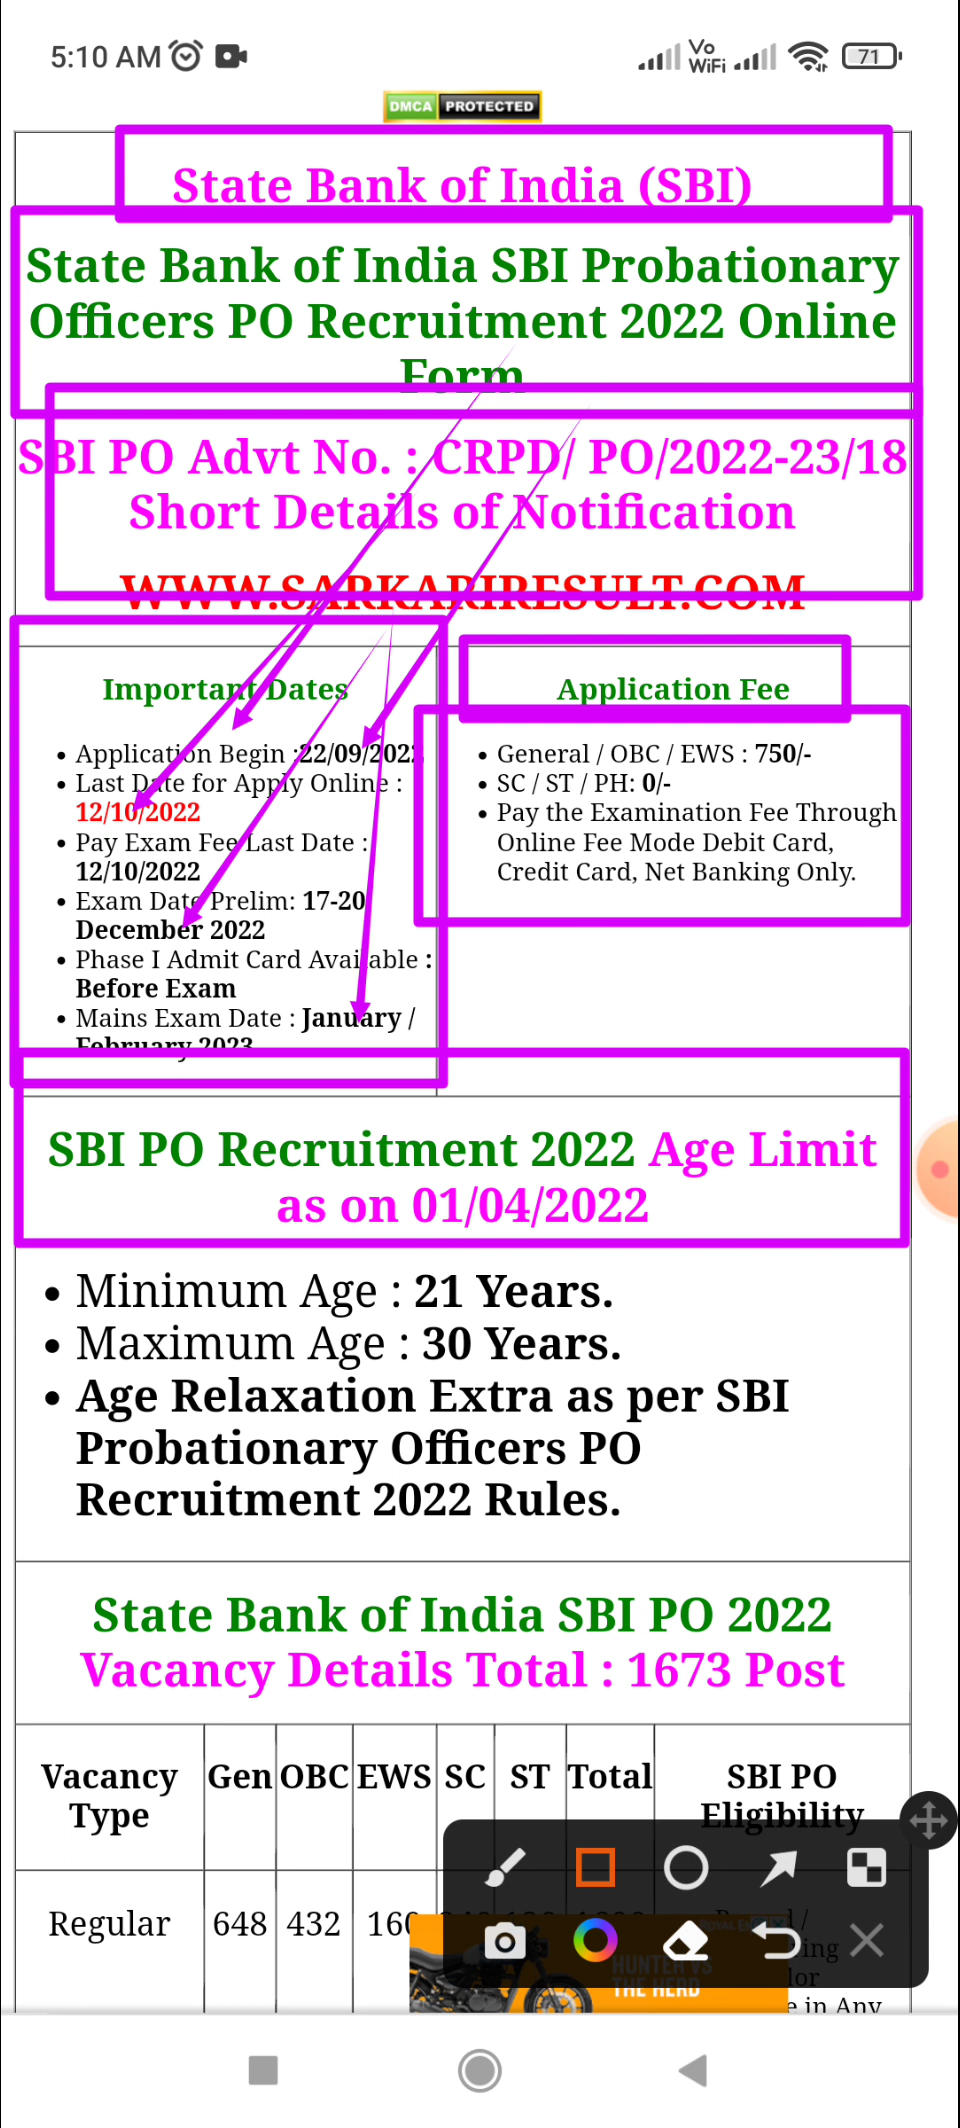 5:10 AM
Vo
WiFi
71
DMCA PROTECTED
State Bank of India (SBI)
State Bank of India SBI Probationary
Officers PO Recruitment 2022 Online
Form
SBI PO Advt No. : CRPD/ PO/2022-23/18
Short Details of Notification
WWW.SARKARIRESULT.COM
Important Dates
• Application Begin :22/09/2022
• Last Date for Apply Online :
12/10/2022
• Pay Exam Fee Last Date :
12/10/2022
• Exam Date Prelim: 17-20
December 2022
• Phase I Admit Card Available :
Before Exam
• Mains Exam Date : January /
February 2023
Application Fee
• General / OBC / EWS : 750/-
• SC / ST / PH: 0/-
• Pay the Examination Fee Through
Online Fee Mode Debit Card,
Credit Card, Net Banking Only.
SBI PO Recruitment 2022 Age Limit
as on 01/04/2022
• Minimum Age : 21 Years.
• Maximum Age : 30 Years.
• Age Relaxation Extra as per SBI
Probationary Officers PO
Recruitment 2022 Rules.
State Bank of India SBI PO 2022
Vacancy Details Total : 1673 Post
Vacancy Type Gen OBC EWS SC ST Total SBI PO Eligibility
Regular 648 432 160
HUNTER VS
THE HERD
e in Any